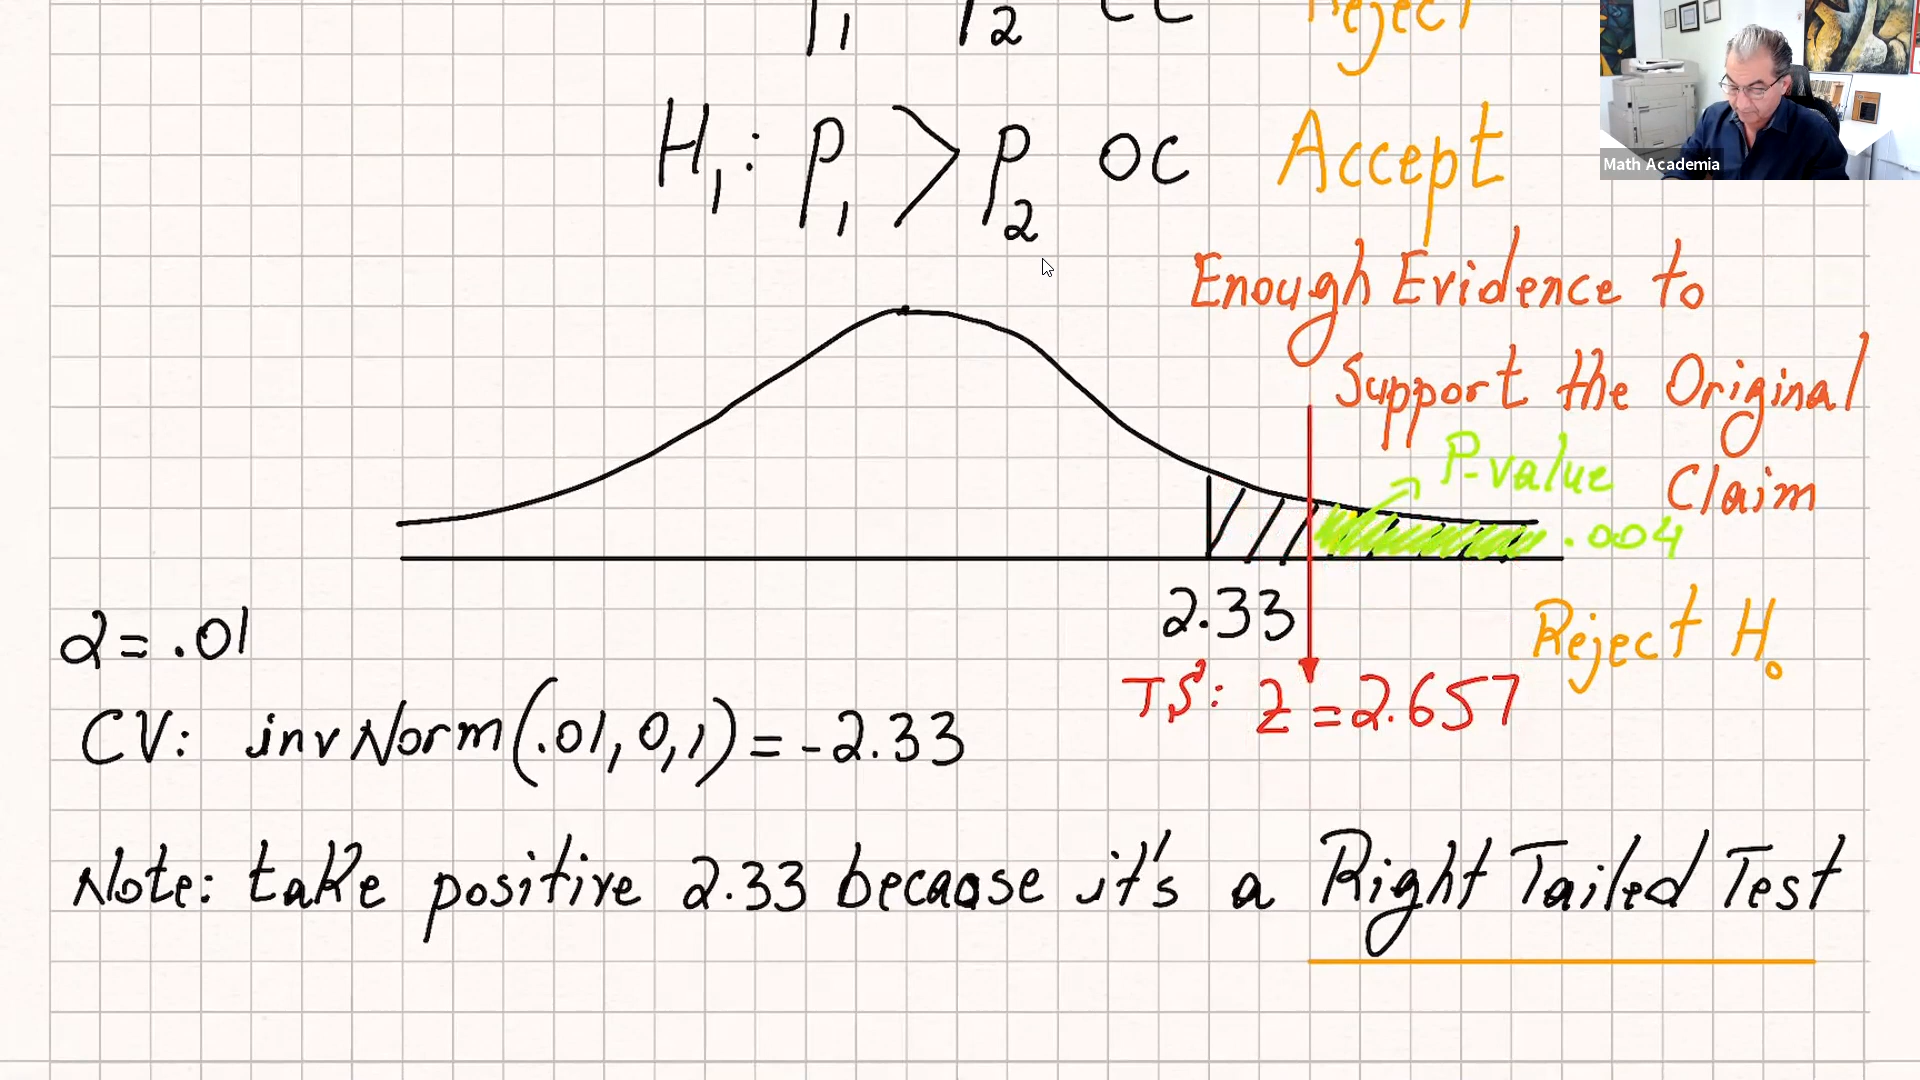 Reject
H₁: p₁ > p₂ OC Accept
Math Academia
Enough Evidence to
Support the Original
Claim
P-value
.004
2.33
Reject H₀
α = .01
TS: Z = 2.657
CV: invNorm(.01, 0, 1) = -2.33
Note: take positive 2.33 because it's a Right Tailed Test